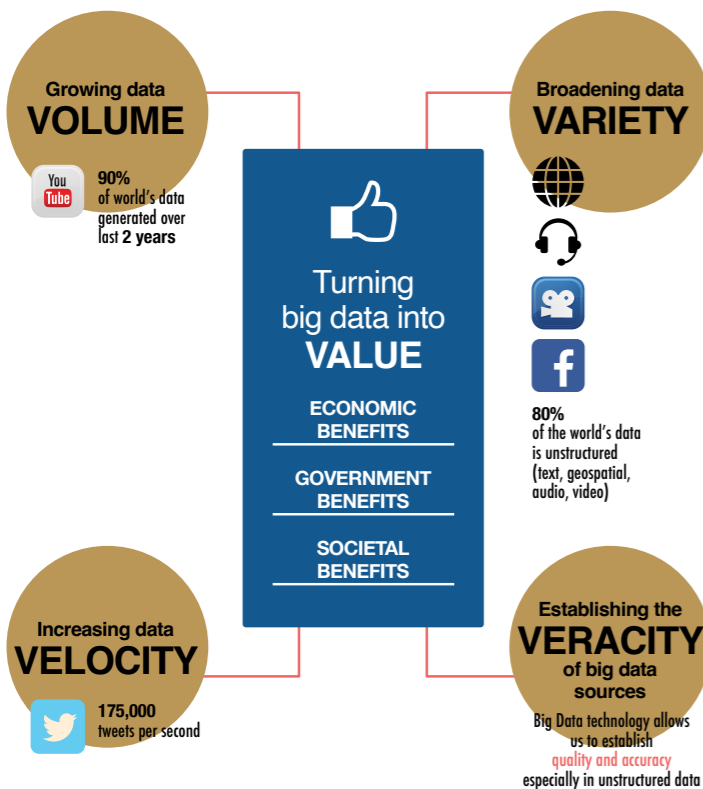 Growing data
VOLUME
You
Tube
90%
of world's data
generated over
last 2 years
Broadening data
VARIETY
f
80%
of the world's data
is unstructured
(text, geospatial,
audio, video)
Turning
big data into
VALUE
ECONOMIC
BENEFITS
GOVERNMENT
BENEFITS
SOCIETAL
BENEFITS
Increasing data
VELOCITY
175,000
tweets per second
Establishing the
VERACITY
of big data
sources
Big Data technology allows
us to establish
quality and accuracy
especially in unstructured data